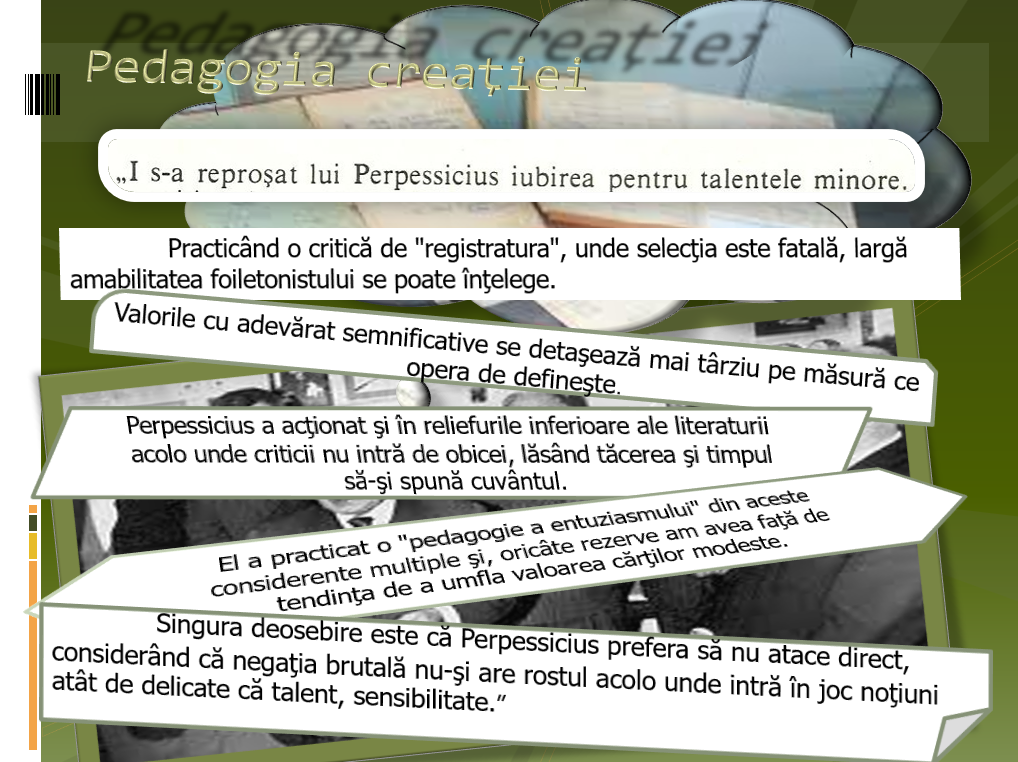 Pedagogia creaţiei
„I s-a reproşat lui Perpessicius iubirea pentru talentele minore.
Practicând o critică de "registratura", unde selecţia este fatală, largă
amabilitatea foiletonistului se poate înţelege.
Valorile cu adevărat semnificative se detaşează mai târziu pe măsură ce
opera de defineşte.
Perpessicius a acţionat şi în reliefurile inferioare ale literaturii
acolo unde criticii nu intră de obicei, lăsând tăcerea şi timpul
să-şi spună cuvântul.
El a practicat o "pedagogie a entuziasmului" din aceste
considerente multiple şi, oricâte rezerve am avea faţă de
tendinţa de a umfla valoarea cărţilor modeste.
Singura deosebire este că Perpessicius prefera să nu atace direct,
considerând că negaţia brutală nu-şi are rostul acolo unde intră în joc noţiuni
atât de delicate că talent, sensibilitate.”